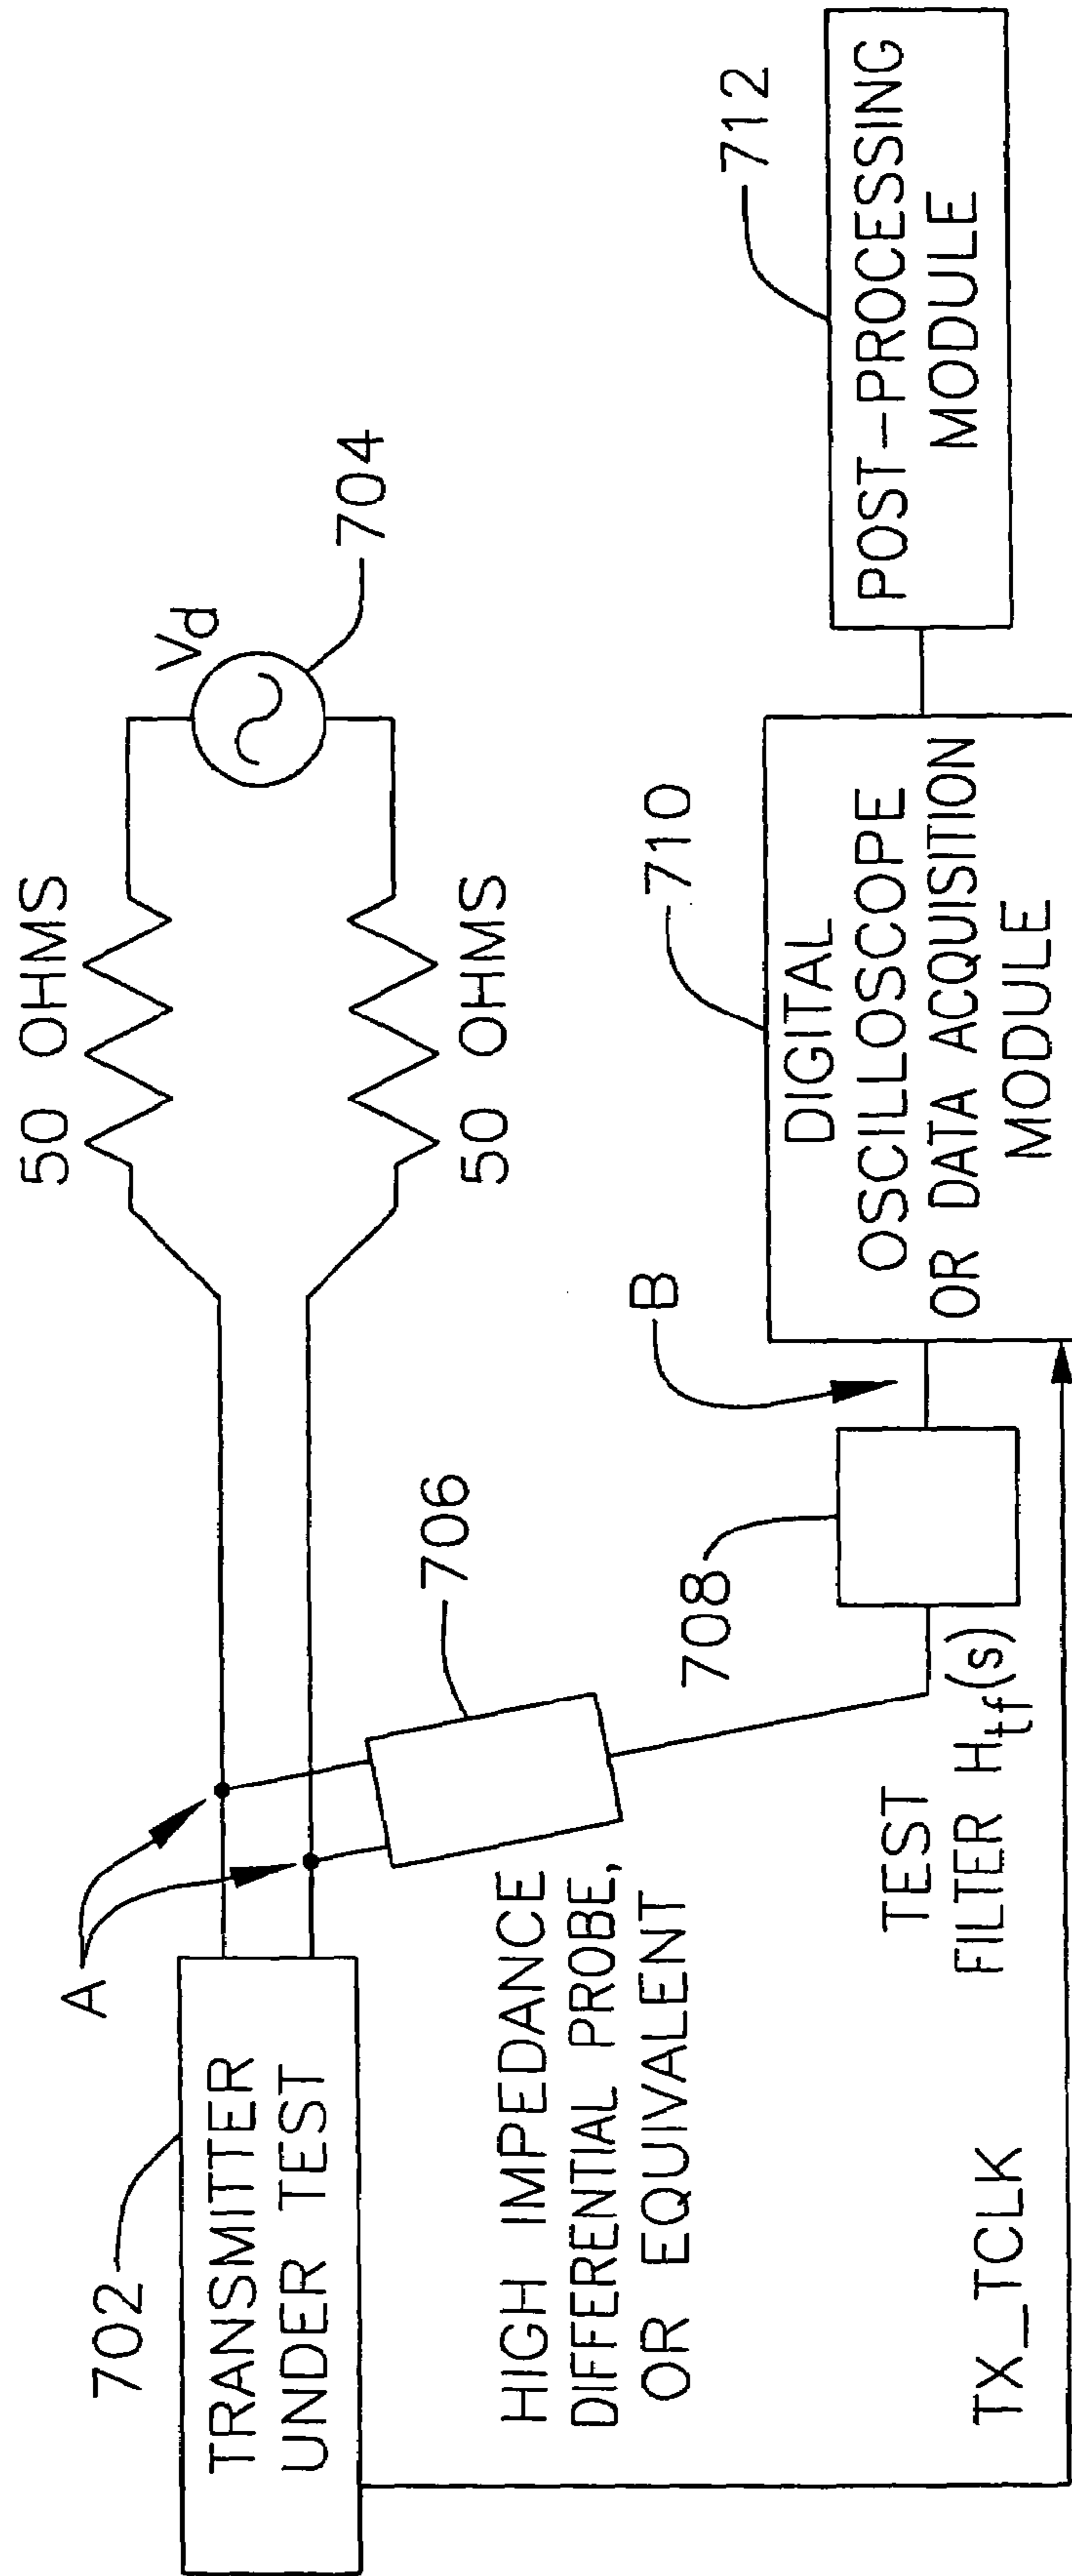 50 OHMS
Vd
704
50 OHMS
A
702
TRANSMITTER
UNDER TEST
706
HIGH IMPEDANCE
DIFFERENTIAL PROBE,
OR EQUIVALENT
B
710
712
708
DIGITAL
OSCILLOSCOPE
OR DATA ACQUISITION
MODULE
POST-PROCESSING
MODULE
TEST
FILTER Htf(s)
TX_TCLK